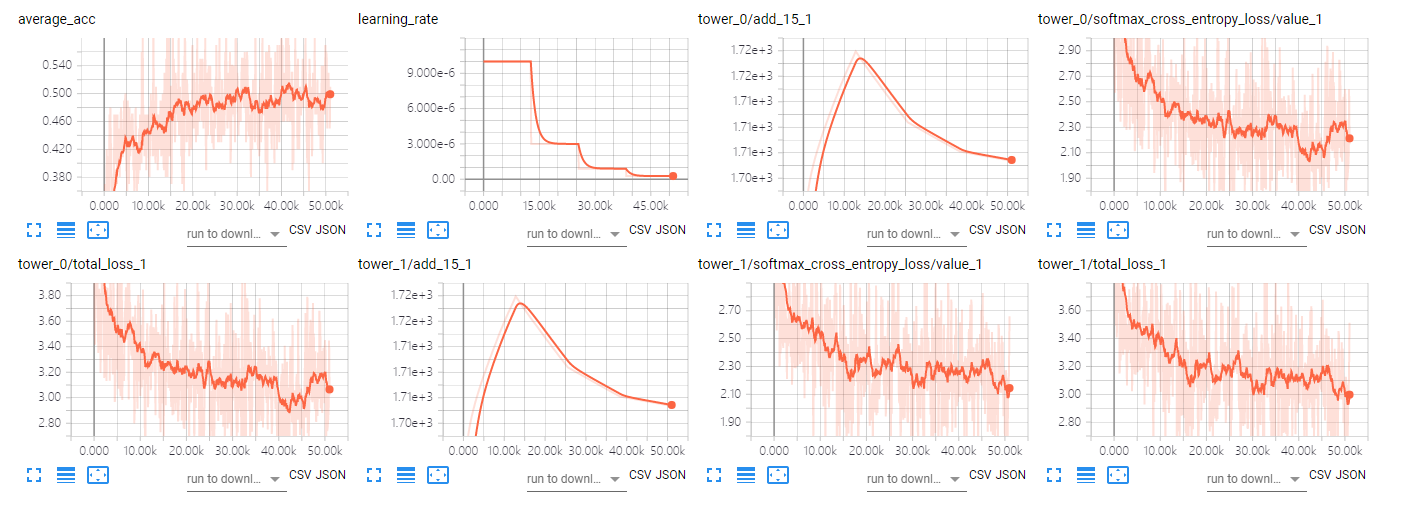 average_acc
0.540
0.500
0.460
0.420
0.380
0.000 10.00k 20.00k 30.00k 40.00k 50.00k
run to downl... CSV JSON
learning_rate
9.000e-6
6.000e-6
3.000e-6
0.00
0.000 15.00k 30.00k 45.00k
run to downl... CSV JSON
tower_0/add_15_1
1.72e+3
1.72e+3
1.71e+3
1.71e+3
1.71e+3
1.70e+3
0.000 10.00k 20.00k 30.00k 40.00k 50.00k
run to downl... CSV JSON
tower_0/softmax_cross_entropy_loss/value_1
2.90
2.70
2.50
2.30
2.10
1.90
0.000 10.00k 20.00k 30.00k 40.00k 50.00k
run to downl... CSV JSON
tower_0/total_loss_1
3.80
3.60
3.40
3.20
3.00
2.80
0.000 10.00k 20.00k 30.00k 40.00k 50.00k
run to downl... CSV JSON
tower_1/add_15_1
1.72e+3
1.72e+3
1.71e+3
1.71e+3
1.71e+3
1.70e+3
0.000 10.00k 20.00k 30.00k 40.00k 50.00k
run to downl... CSV JSON
tower_1/softmax_cross_entropy_loss/value_1
2.70
2.50
2.30
2.10
1.90
0.000 10.00k 20.00k 30.00k 40.00k 50.00k
run to downl... CSV JSON
tower_1/total_loss_1
3.60
3.40
3.20
3.00
2.80
0.000 10.00k 20.00k 30.00k 40.00k 50.00k
run to downl... CSV JSON